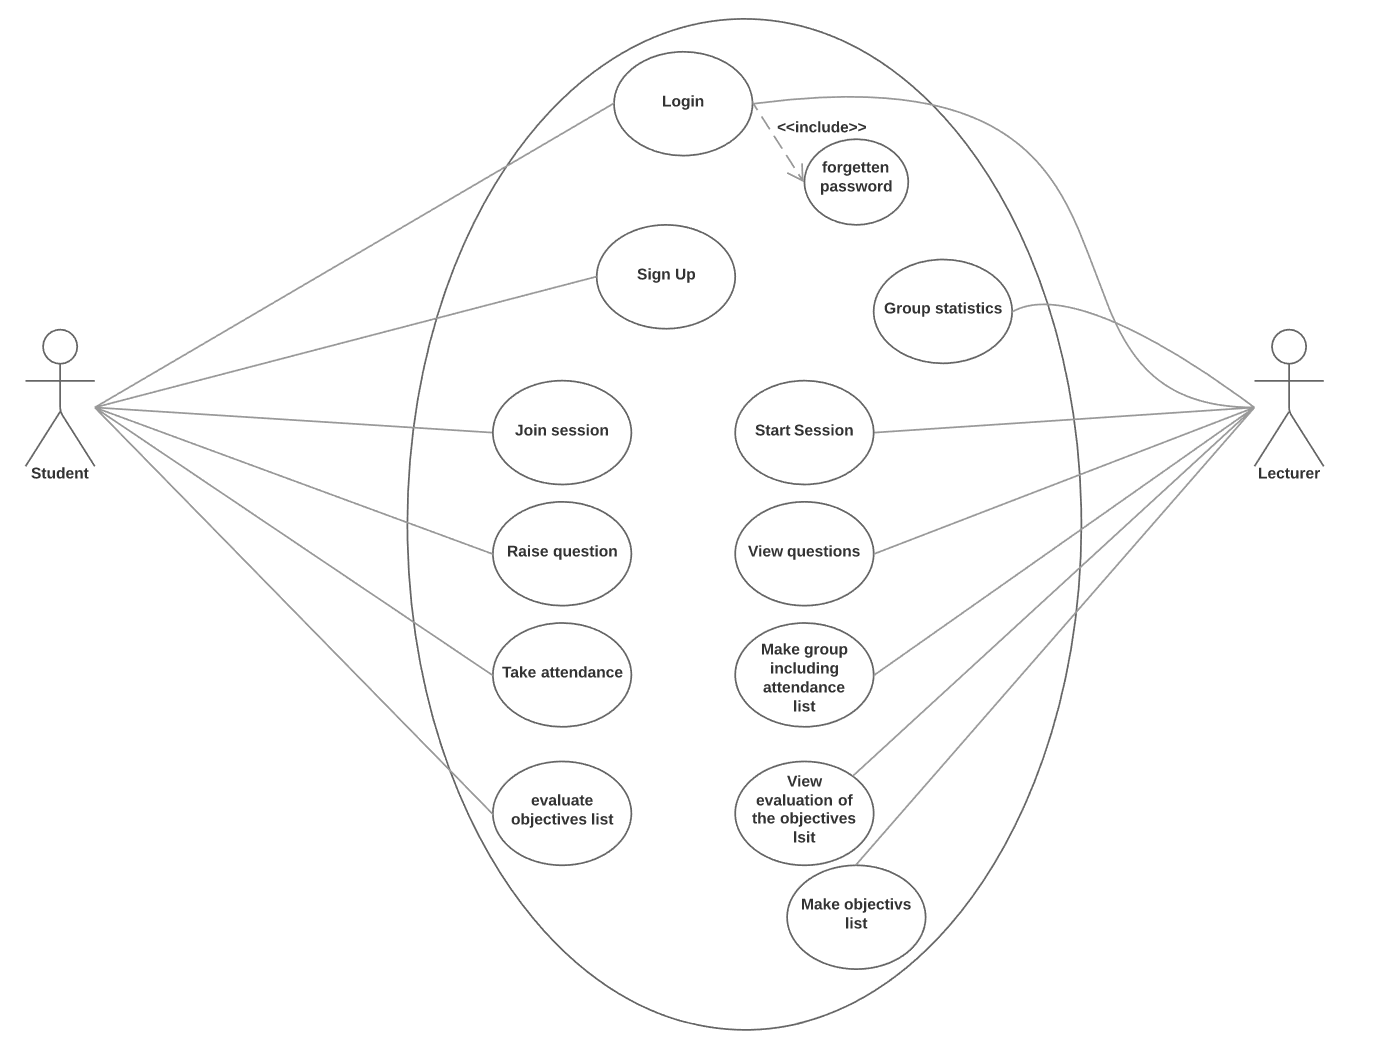 Login
<<include>>
forgetten
password
Sign Up
Group statistics
Student
Lecturer
Join session
Start Session
Raise question
View questions
Take attendance
Make group
including
attendance
list
evaluate
objectives list
View
evaluation of
the objectives
lsit
Make objectivs
list